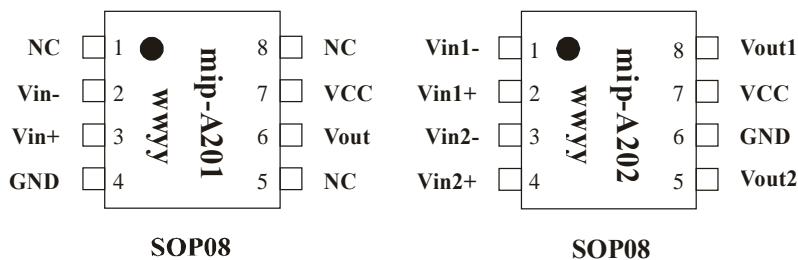 NC 1 8 NC
Vin- 2 7 VCC
Vin+ 3 6 Vout
GND 4 5 NC
mip-A201
wwyy
SOP08
Vin1- 1 8 Vout1
Vin1+ 2 7 VCC
Vin2- 3 6 GND
Vin2+ 4 5 Vout2
mip-A202
wwyy
SOP08